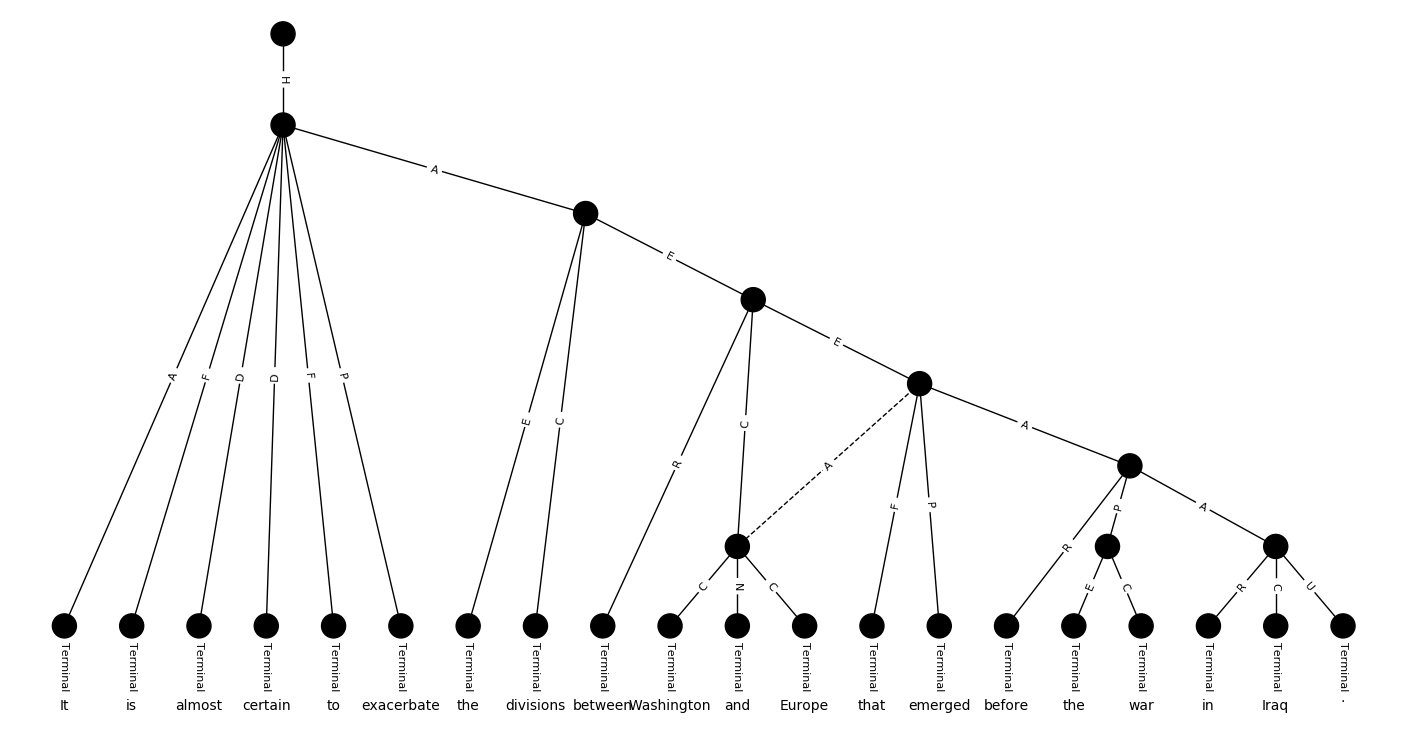 H
A
E
E
A
A F D D F P
E C
R C
A
F P
R P A
C N C
E C
R C U
Terminal Terminal Terminal Terminal Terminal Terminal Terminal Terminal Terminal Terminal Terminal Terminal Terminal Terminal Terminal Terminal Terminal Terminal Terminal Terminal
It is almost certain to exacerbate the divisions between Washington and Europe that emerged before the war in Iraq .